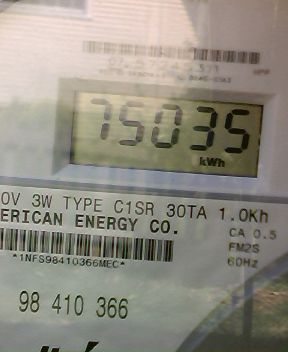 75035
kWh
0V 3W TYPE C1SR 30TA 1.0Kh
ERICAN ENERGY CO.
CA 0.5
FM2S
60Hz
*1NFS98410366MEC*
98 410 366